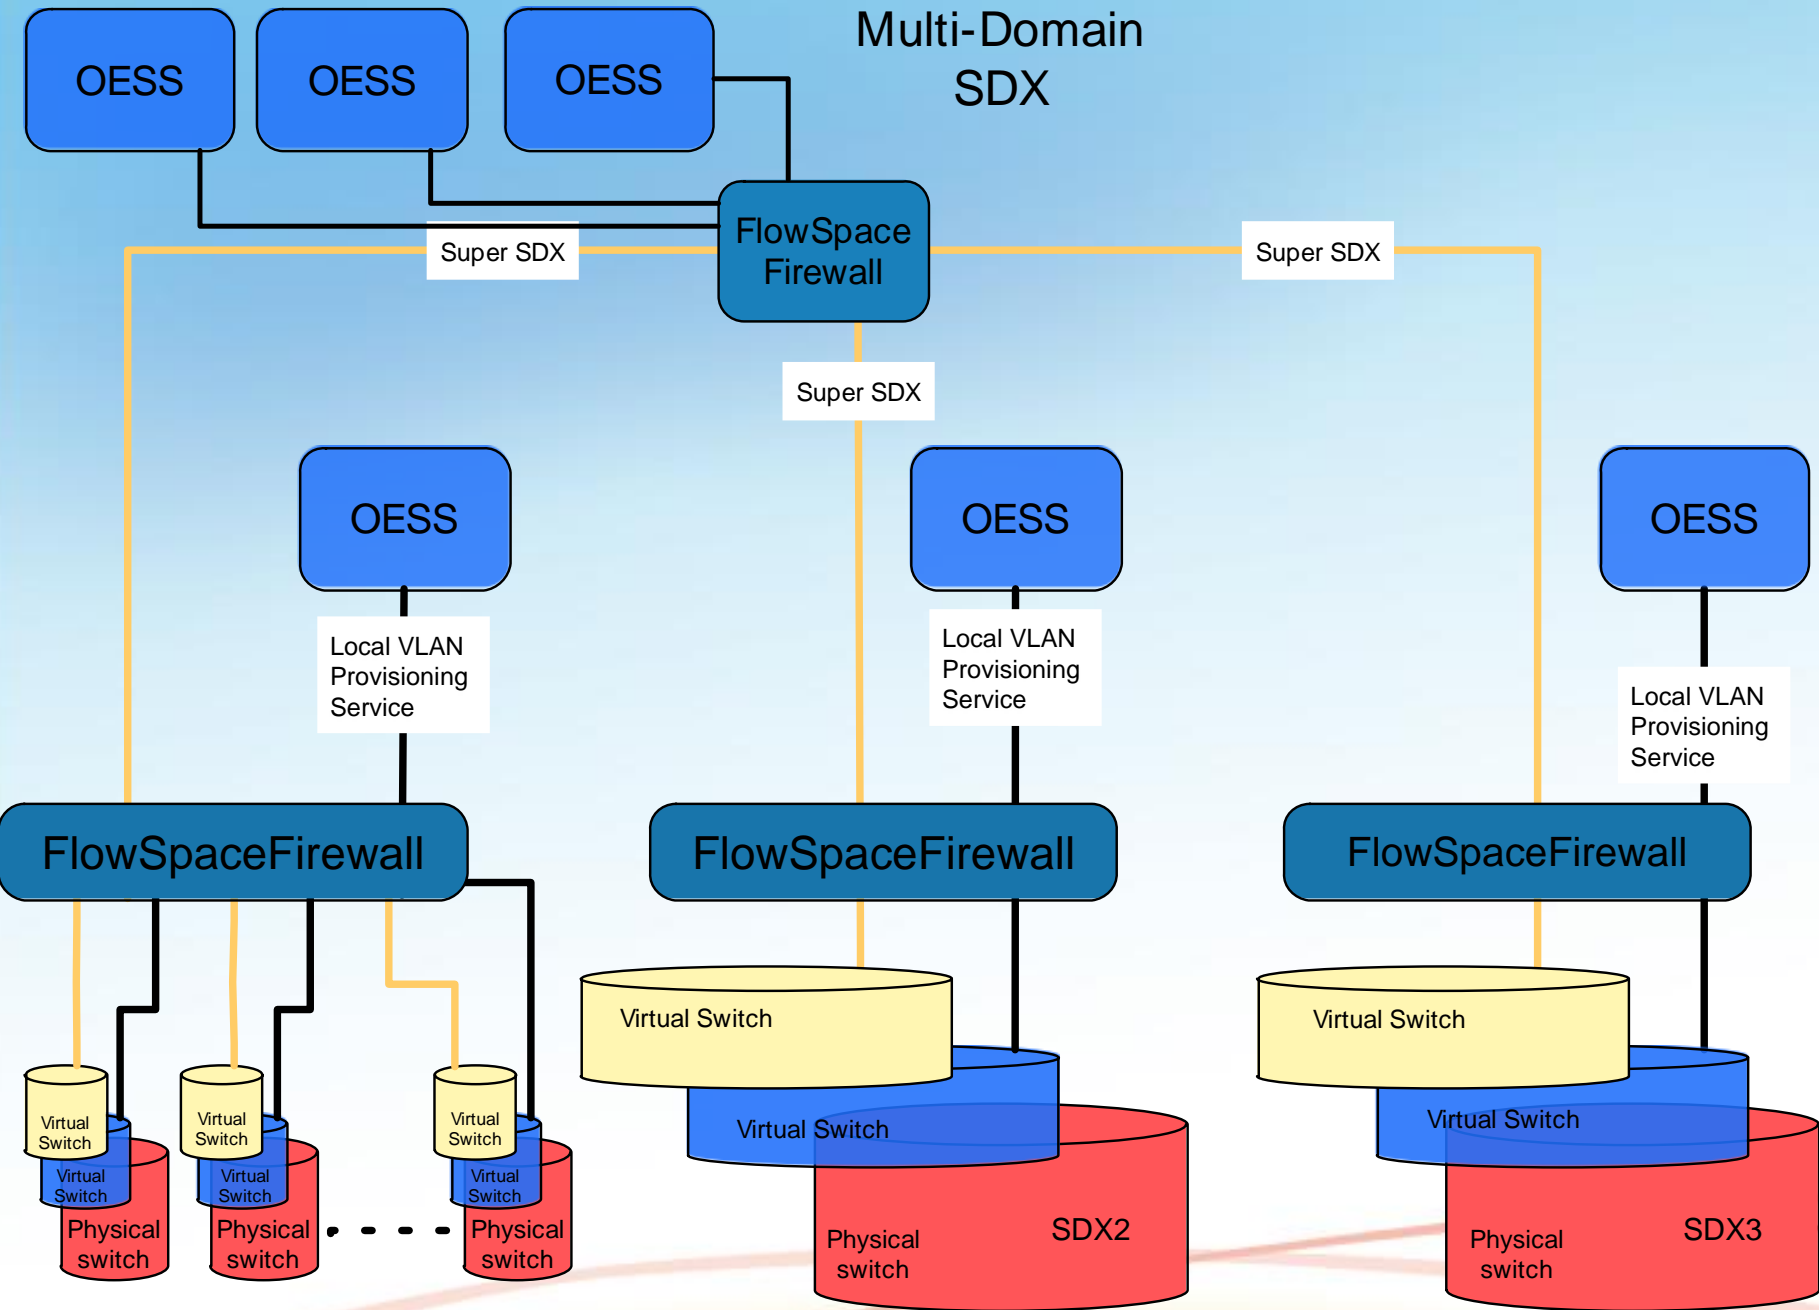 Multi-Domain
SDX
OESS
OESS
OESS
FlowSpace
Firewall
Super SDX
Super SDX
Super SDX
OESS
OESS
OESS
Local VLAN
Provisioning
Service
Local VLAN
Provisioning
Service
Local VLAN
Provisioning
Service
FlowSpaceFirewall
FlowSpaceFirewall
FlowSpaceFirewall
Virtual
Switch
Virtual
Switch
Physical
switch
Virtual
Switch
Virtual
Switch
Physical
switch
Virtual
Switch
Virtual
Switch
Physical
switch
Virtual Switch
Virtual Switch
Physical
switch
SDX2
Virtual Switch
Virtual Switch
Physical
switch
SDX3